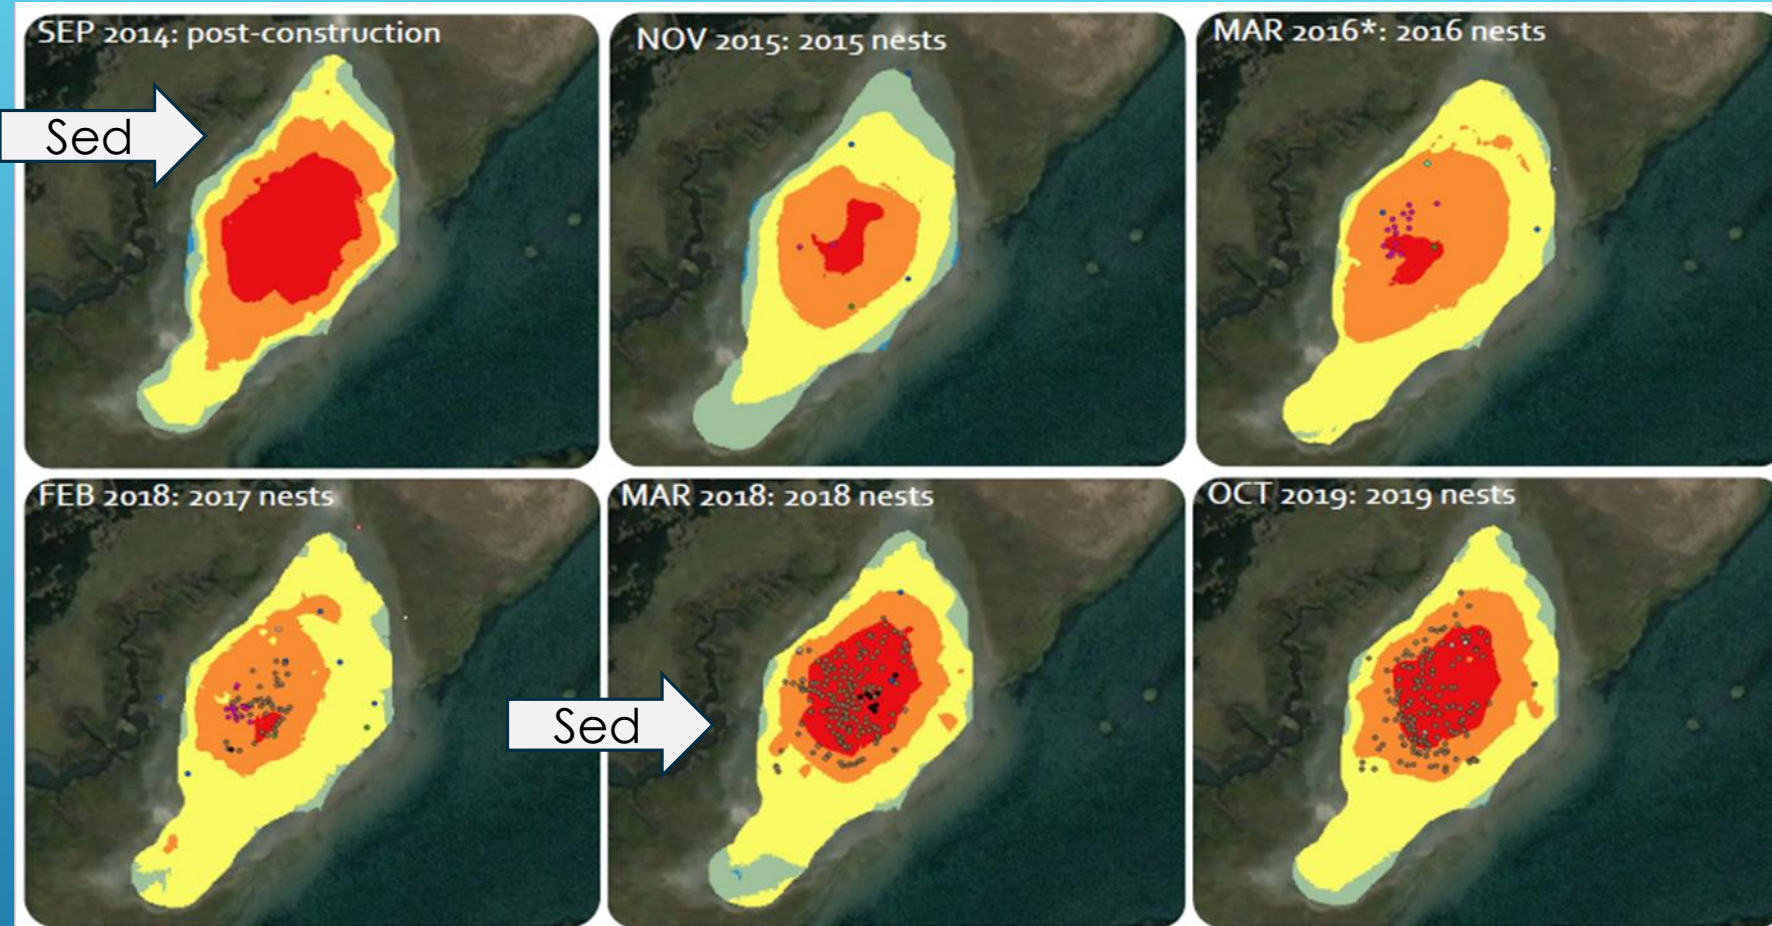 SEP 2014: post-construction
NOV 2015: 2015 nests
MAR 2016*: 2016 nests
Sed
FEB 2018: 2017 nests
MAR 2018: 2018 nests
OCT 2019: 2019 nests
Sed